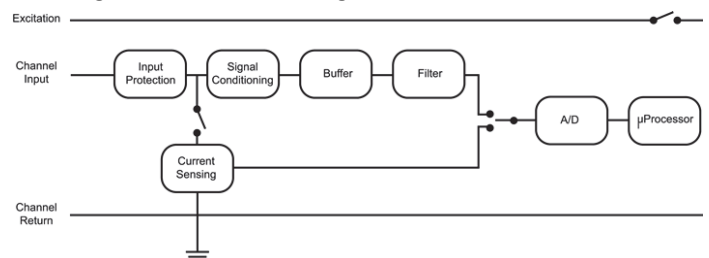 Excitation
Channel
Input
Input
Protection
Signal
Conditioning
Buffer
Filter
A/D
µProcessor
Current
Sensing
Channel
Return